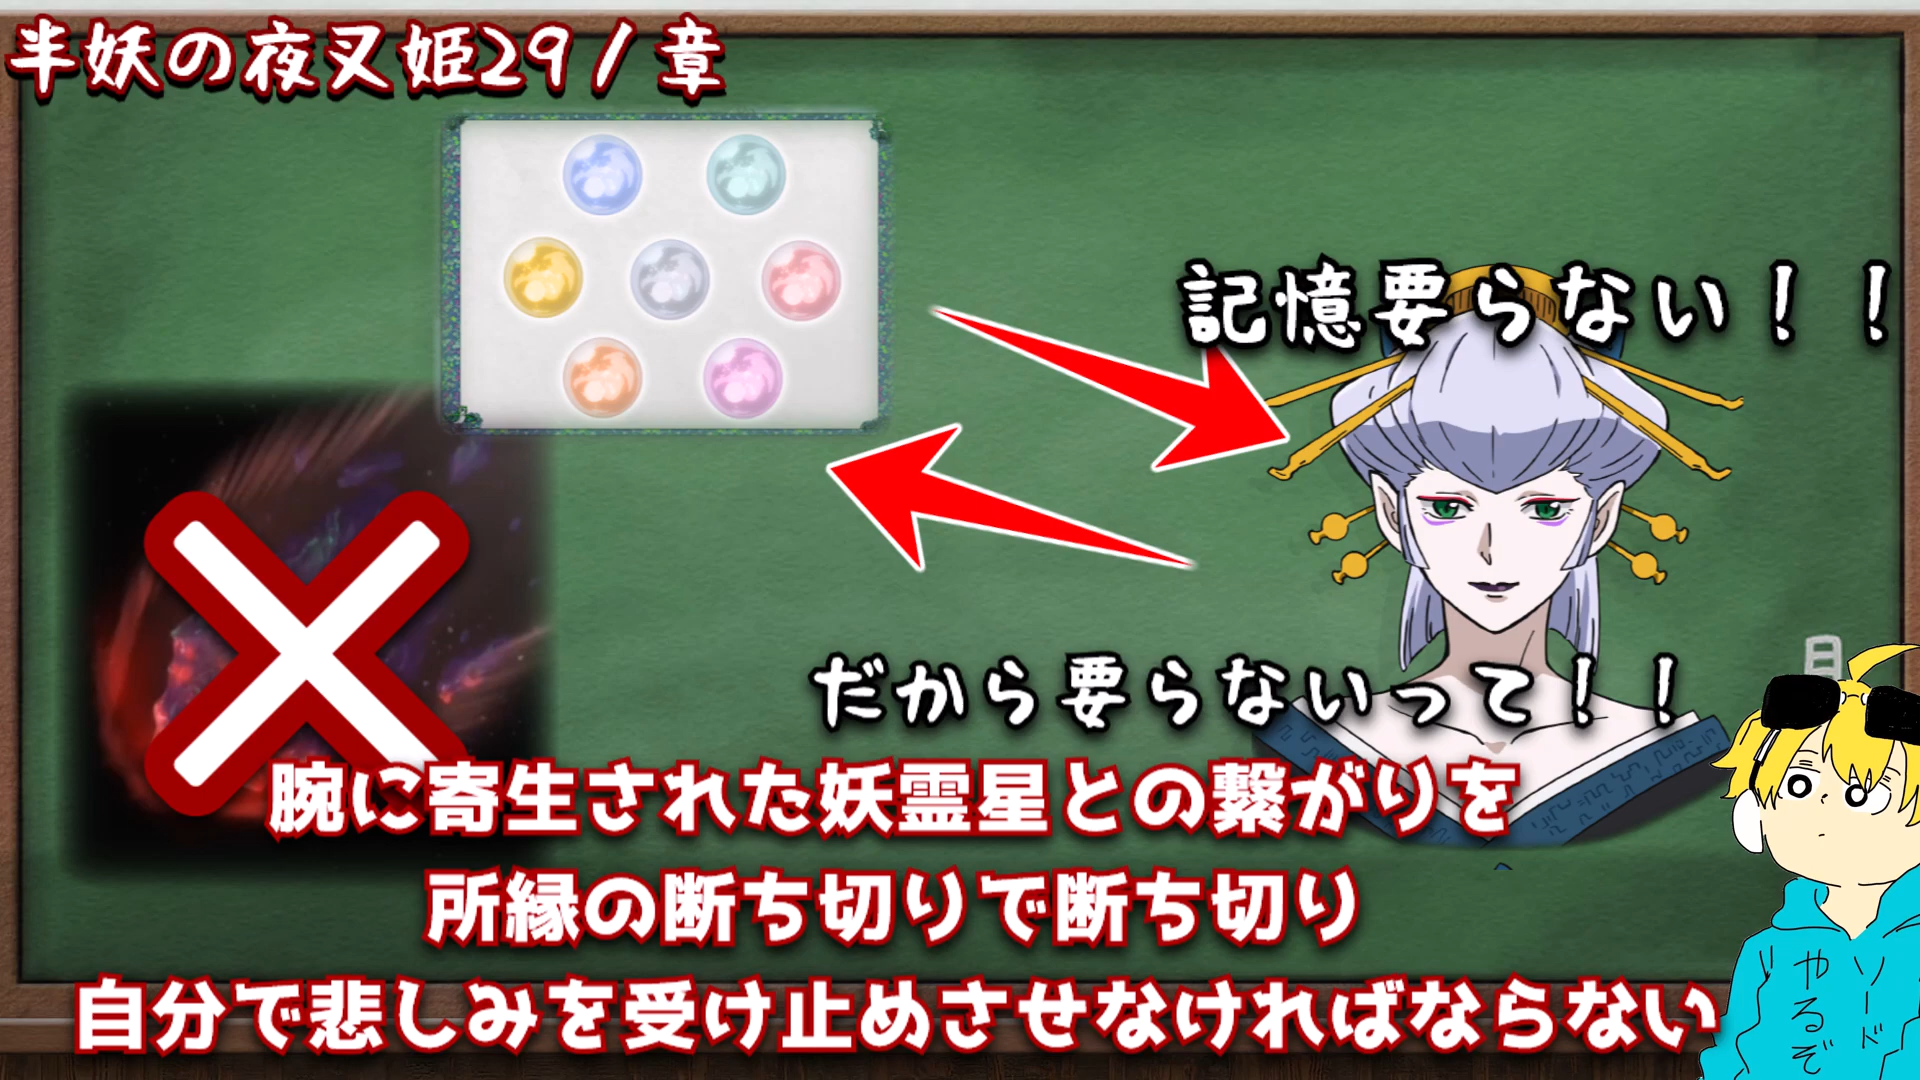 半妖の夜叉姫29/章
記憶要らない！！
だから要らないって！！
日
腕に寄生された妖霊星との繋がりを
所縁の断ち切りで断ち切り
自分で悲しみを受け止めさせなければならない
ソード
やるぞ